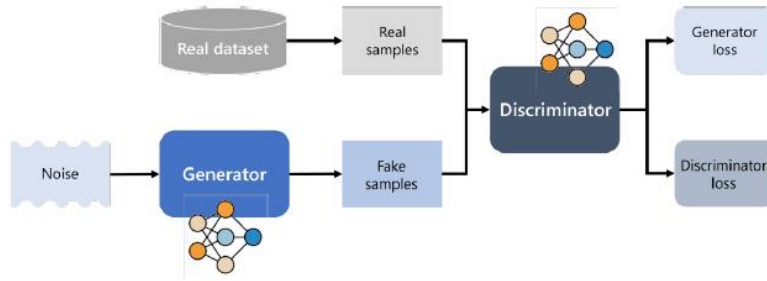 Real dataset
Real
samples
Generator
loss
Discriminator
Noise
Generator
Fake
samples
Discriminator
loss